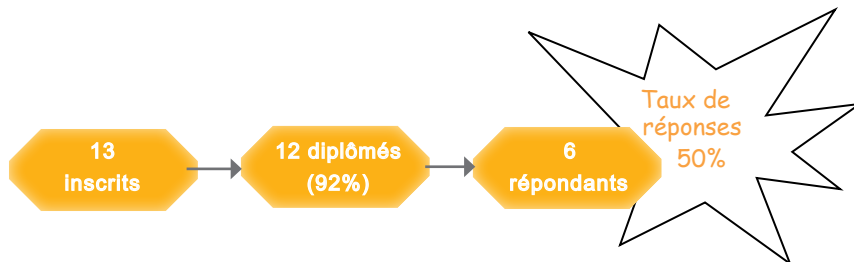 13
inscrits
12 diplômés
(92%)
6
répondants
Taux de
réponses
50%